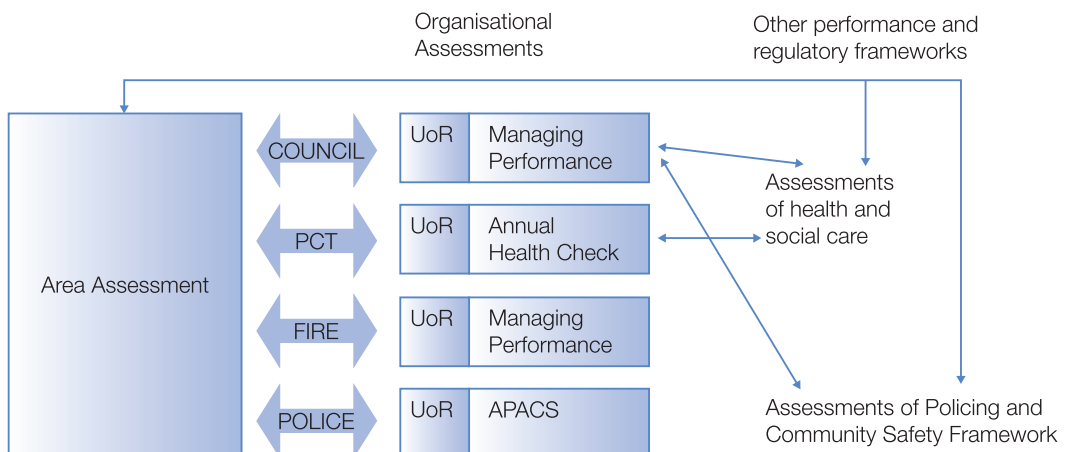 Organisational
Assessments
Other performance and
regulatory frameworks
Area Assessment
COUNCIL
UoR
Managing
Performance
PCT
UoR
Annual
Health Check
FIRE
UoR
Managing
Performance
POLICE
UoR
APACS
Assessments
of health and
social care
Assessments of Policing and
Community Safety Framework